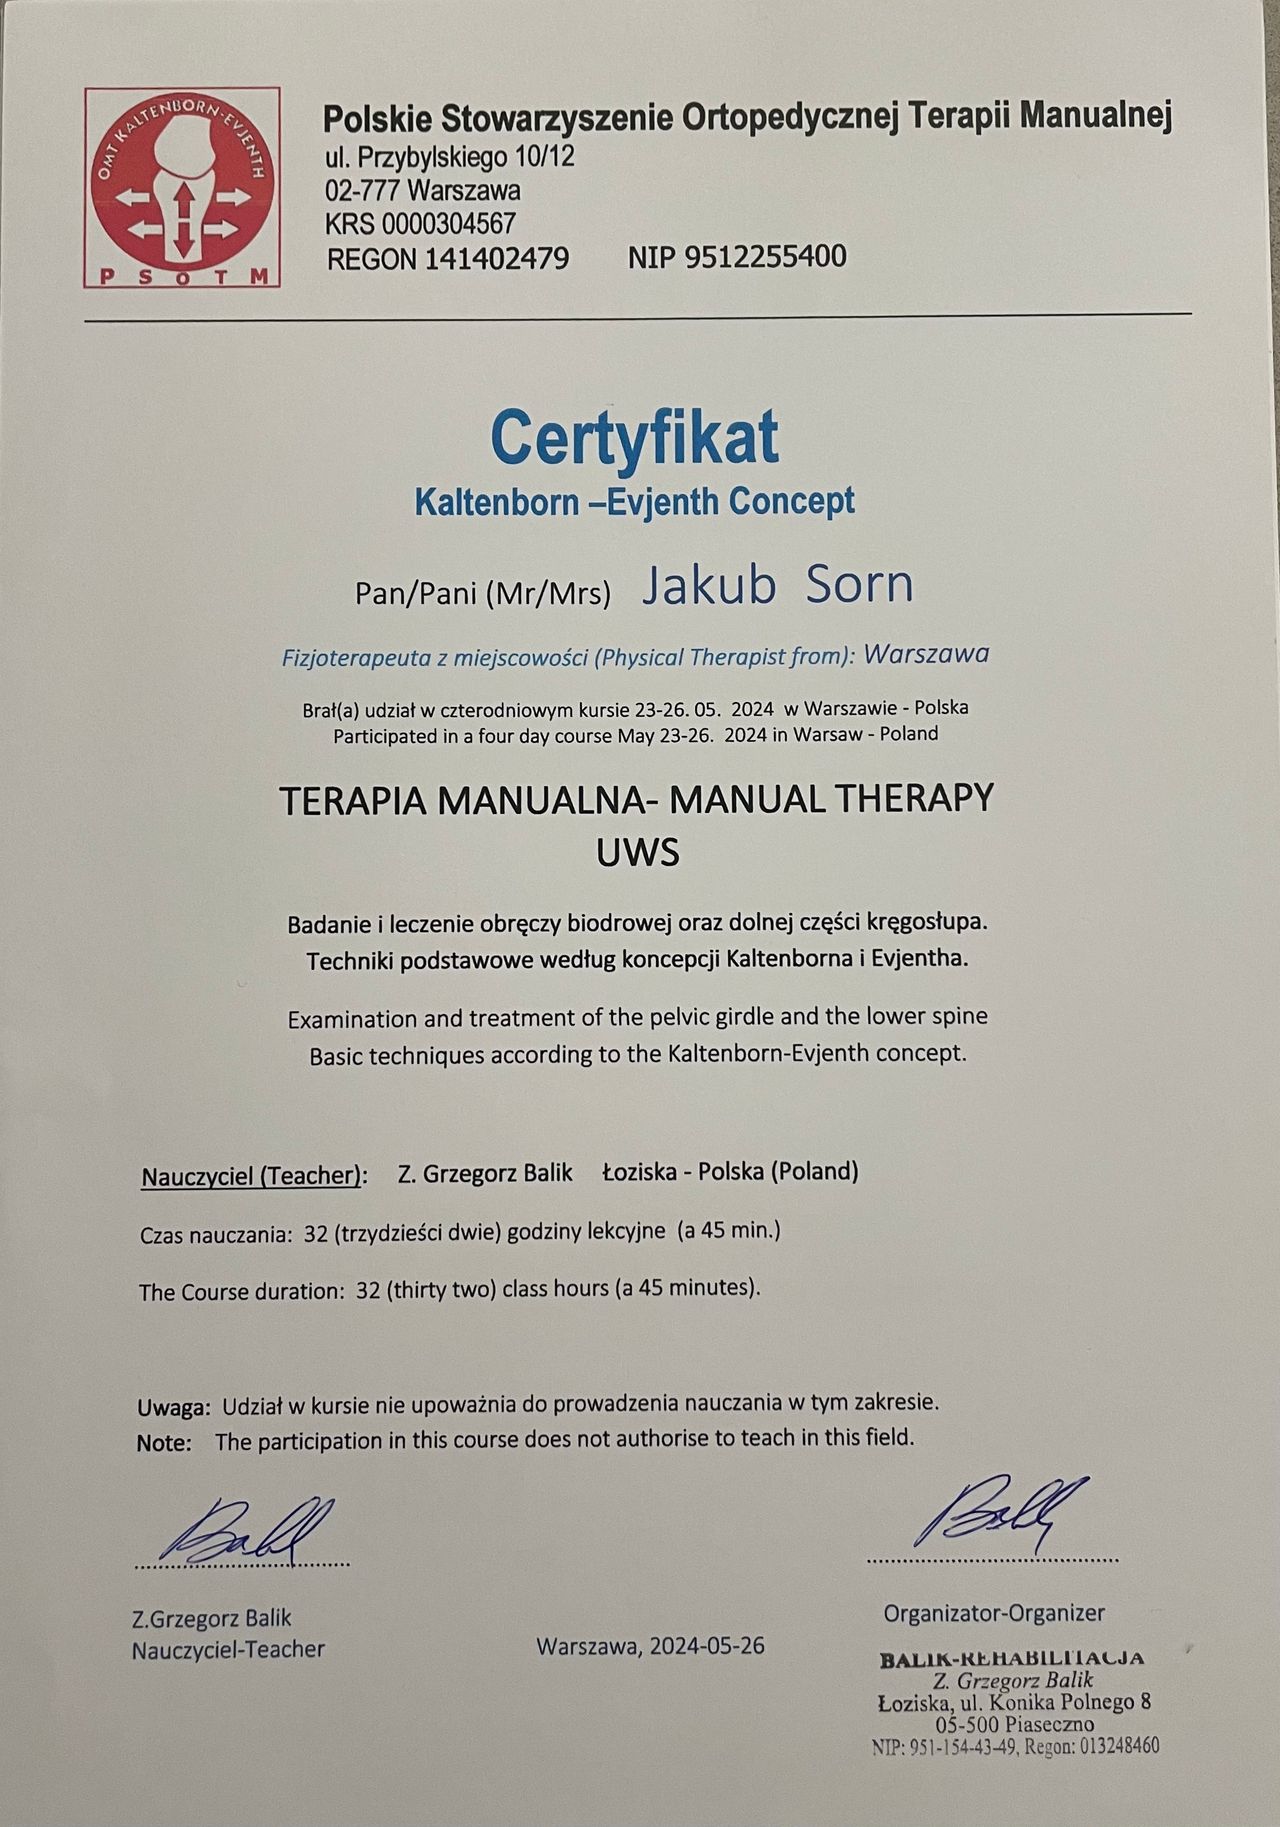 OMT KALTENBORN-EVJENTH
PSOTM
Polskie Stowarzyszenie Ortopedycznej Terapii Manualnej
ul. Przybylskiego 10/12
02-777 Warszawa
KRS 0000304567
REGON 141402479 NIP 9512255400
Certyfikat
Kaltenborn –Evjenth Concept
Pan/Pani (Mr/Mrs) Jakub Sorn
Fizjoterapeuta z miejscowości (Physical Therapist from): Warszawa
Brał(a) udział w czterodniowym kursie 23-26. 05. 2024 w Warszawie - Polska
Participated in a four day course May 23-26. 2024 in Warsaw - Poland
TERAPIA MANUALNA- MANUAL THERAPY
UWS
Badanie i leczenie obręczy biodrowej oraz dolnej części kręgosłupa.
Techniki podstawowe według koncepcji Kaltenborna i Evjentha.
Examination and treatment of the pelvic girdle and the lower spine
Basic techniques according to the Kaltenborn-Evjenth concept.
Nauczyciel (Teacher): Z. Grzegorz Balik Łoziska - Polska (Poland)
Czas nauczania: 32 (trzydzieści dwie) godziny lekcyjne (a 45 min.)
The Course duration: 32 (thirty two) class hours (a 45 minutes).
Uwaga: Udział w kursie nie upoważnia do prowadzenia nauczania w tym zakresie.
Note: The participation in this course does not authorise to teach in this field.
Z.Grzegorz Balik
Nauczyciel-Teacher
Warszawa, 2024-05-26
Organizator-Organizer
BALIK-REHABILITACJA
Z. Grzegorz Balik
Łoziska, ul. Konika Polnego 8
05-500 Piaseczno
NIP: 951-154-43-49, Regon: 013248460